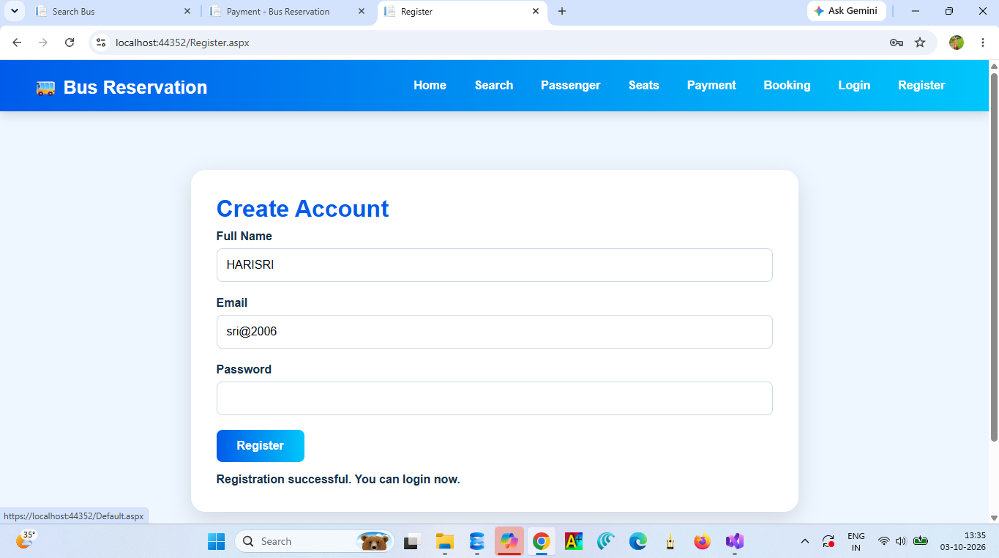 Search Bus
Payment - Bus Reservation
Register
Ask Gemini
localhost:44352/Register.aspx
Bus Reservation
Home
Search
Passenger
Seats
Payment
Booking
Login
Register
Create Account
Full Name
HARISRI
Email
sri@2006
Password
Register
Registration successful. You can login now.
https://localhost:44352/Default.aspx
35°
Search
A+
ENG
IN
13:35
03-10-2026